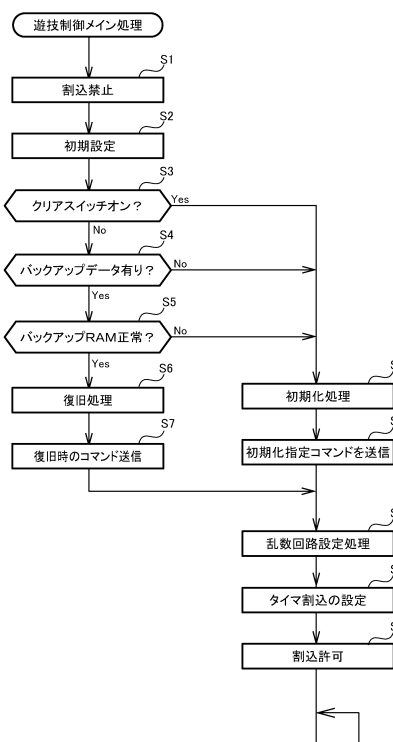 遊技制御メイン処理
S1
割込禁止
S2
初期設定
S3
クリアスイッチオン？
Yes
No
S4
バックアップデータ有り？
No
Yes
S5
バックアップRAM正常？
No
Yes
S6
復旧処理
S7
復旧時のコマンド送信
S
初期化処理
S
初期化指定コマンドを送信
S
乱数回路設定処理
S
タイマ割込の設定
S
割込許可